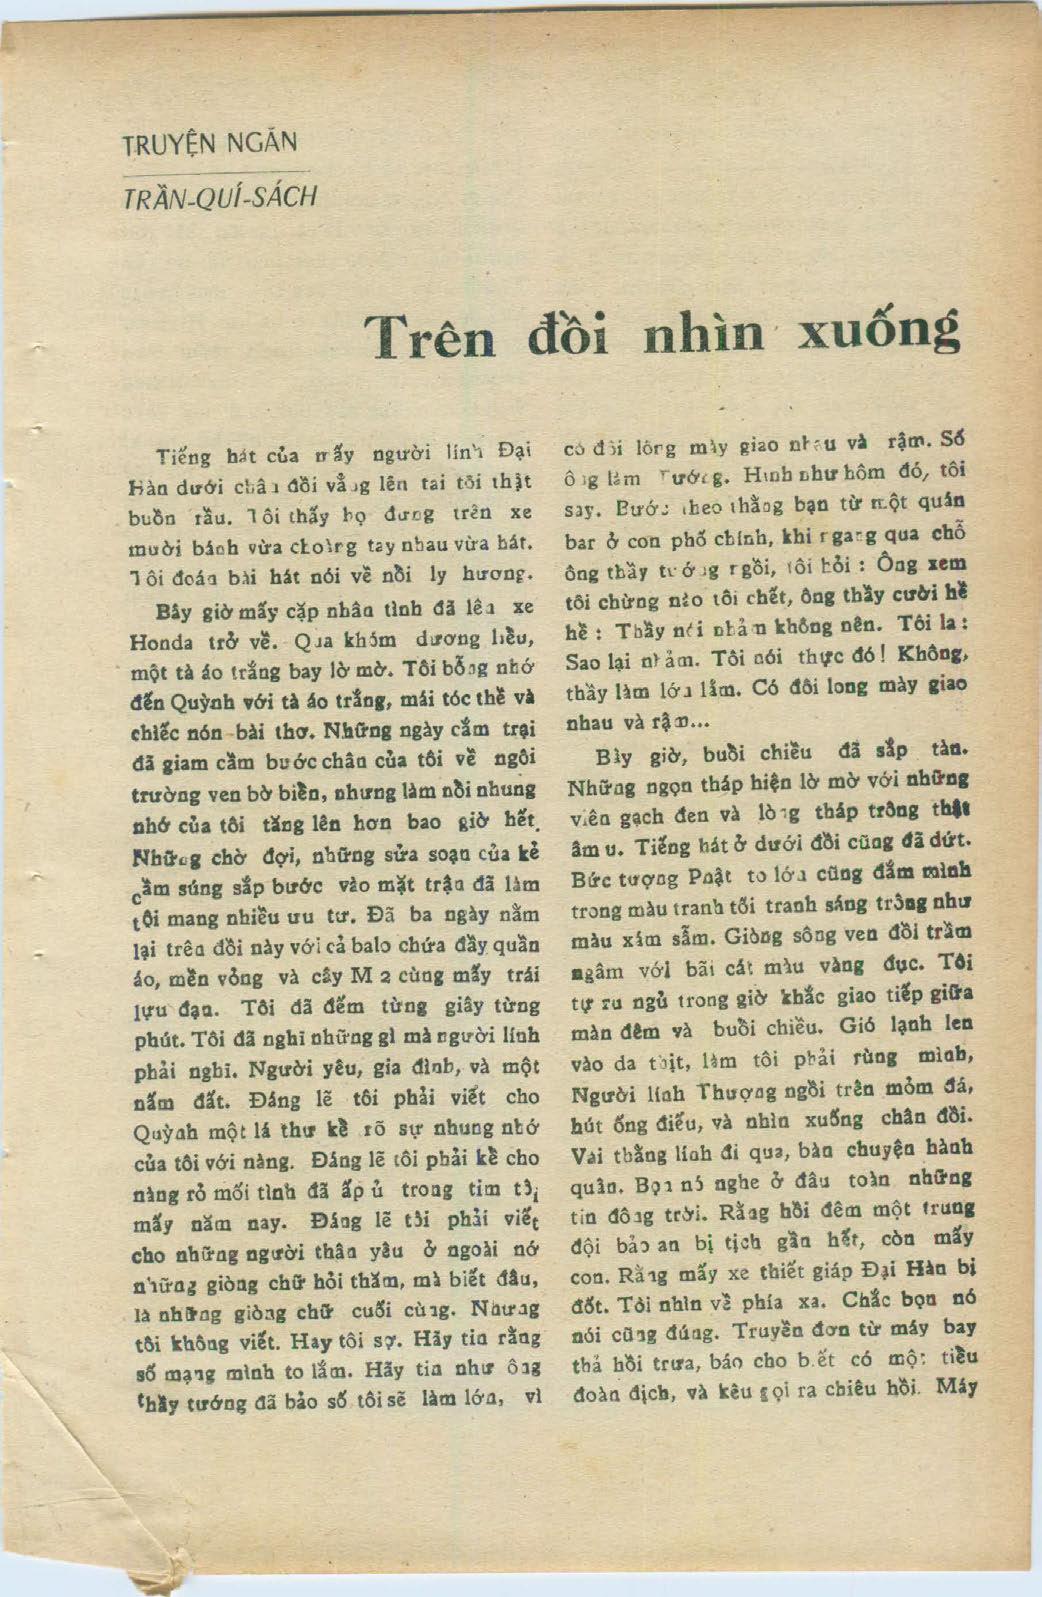 TRUYỆN NGẮN
TRẦN-QUÍ-SÁCH
Trên đồi nhìn xuống
Tiếng hát của mấy người lính Đại
Hàn dưới chân đồi vẳng lên tai tôi thật
buồn rầu. Tôi thấy họ đứng trên xe
mười bánh vừa choàng tay nhau vừa hát.
Tôi đoán bài hát nói về nỗi ly hương.
Bây giờ mấy cặp nhân tình đã lên xe
Honda trở về. Qua khóm dương liễu,
một tà áo trắng bay lờ mờ. Tôi bỗng nhớ
đến Quỳnh với tà áo trắng, mái tóc thề và
chiếc nón bài thơ. Những ngày cắm trại
đã giam cầm bước chân của tôi về ngôi
trường ven bờ biển, nhưng làm nỗi nhung
nhớ của tôi tăng lên hơn bao giờ hết.
Những chờ đợi, những sửa soạn của kẻ
cầm súng sắp bước vào mặt trận đã làm
tôi mang nhiều ưu tư. Đã ba ngày nằm
lại trên đồi này với cả balo chứa đầy quần
áo, mền võng và cây M 2 cùng mấy trái
lựu đạn. Tôi đã đếm từng giây từng
phút. Tôi đã nghĩ những gì mà người lính
phải nghĩ. Người yêu, gia đình, và một
nấm đất. Đáng lẽ tôi phải viết cho
Quỳnh một lá thư kể rõ sự nhung nhớ
của tôi với nàng. Đáng lẽ tôi phải kể cho
nàng rỏ mối tình đã ấp ủ trong tim tôi
mấy năm nay. Đáng lẽ tôi phải viết
cho những người thân yêu ở ngoài nớ
những giòng chữ hỏi thăm, mà biết đâu,
là những giòng chữ cuối cùng. Nhưng
tôi không viết. Hay tôi sợ. Hãy tin rằng
số mạng mình to lắm. Hãy tin như ông
thầy tướng đã bảo số tôi sẽ làm lớn, vì
có đôi lông mày giao nhau và rậm. Số
ông làm Tướng. Hình như hôm đó, tôi
say. Bước theo thằng bạn từ một quán
bar ở con phố chính, khi ngang qua chỗ
ông thầy tướng ngồi, tôi hỏi : Ông xem
tôi chừng nào tôi chết, ông thầy cười hề
hề : Thầy nói nhảm không nên. Tôi la :
Sao lại nhảm. Tôi nói thực đó ! Không,
thầy làm lớn lắm. Có đôi long mày giao
nhau và rậm...
Bây giờ, buổi chiều đã sắp tàn.
Những ngọn tháp hiện lờ mờ với những
viên gạch đen và lòng tháp trông thật
âm u. Tiếng hát ở dưới đồi cũng đã dứt.
Bức tượng Phật to lớn cũng đắm mình
trong màu tranh tối tranh sáng trông như
màu xám sẫm. Giòng sông ven đồi trầm
ngâm với bãi cát màu vàng đục. Tôi
tự ru ngủ trong giờ khắc giao tiếp giữa
màn đêm và buổi chiều. Gió lạnh len
vào da thịt, làm tôi phải rùng mình,
Người lính Thượng ngồi trên mỏm đá,
hút ống điếu, và nhìn xuống chân đồi.
Vài thằng lính đi qua, bàn chuyện hành
quân. Bọn nó nghe ở đâu toàn những
tin động trời. Rằng hồi đêm một trung
đội bảo an bị tịch gần hết, còn mấy
con. Rằng mấy xe thiết giáp Đại Hàn bị
đốt. Tôi nhìn về phía xa. Chắc bọn nó
nói cũng đúng. Truyền đơn từ máy bay
thả hồi trưa, báo cho biết có một tiểu
đoàn địch, và kêu gọi ra chiêu hồi. Máy